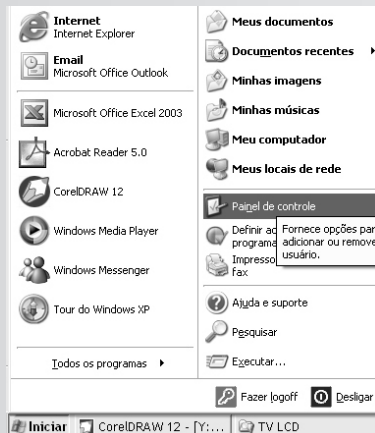 Internet
Internet Explorer
Email
Microsoft Office Outlook
Microsoft Office Excel 2003
Acrobat Reader 5.0
CorelDRAW 12
Windows Media Player
Windows Messenger
Tour do Windows XP
Todos os programas
Meus documentos
Documentos recentes
Minhas imagens
Minhas músicas
Meu computador
Meus locais de rede
Painel de controle
Definir
programa
Impresso
fax
Fornece opções par
adicionar ou remove
usuário.
Ajuda e suporte
Pesquisar
Executar...
Fazer logoff
Desligar
Iniciar
CorelDRAW 12 - [Y:...
TV LCD